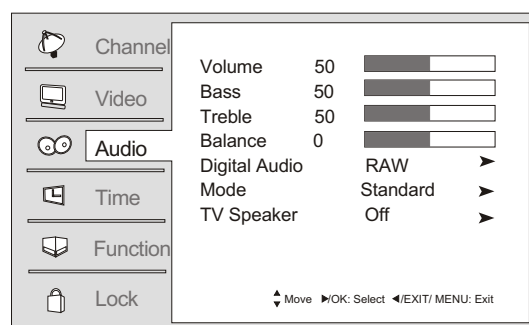 Channel
Video
Audio
Time
Function
Lock
Volume 50
Bass 50
Treble 50
Balance 0
Digital Audio RAW
Mode Standard
TV Speaker Off
Move ▶/OK: Select ◀/EXIT/ MENU: Exit